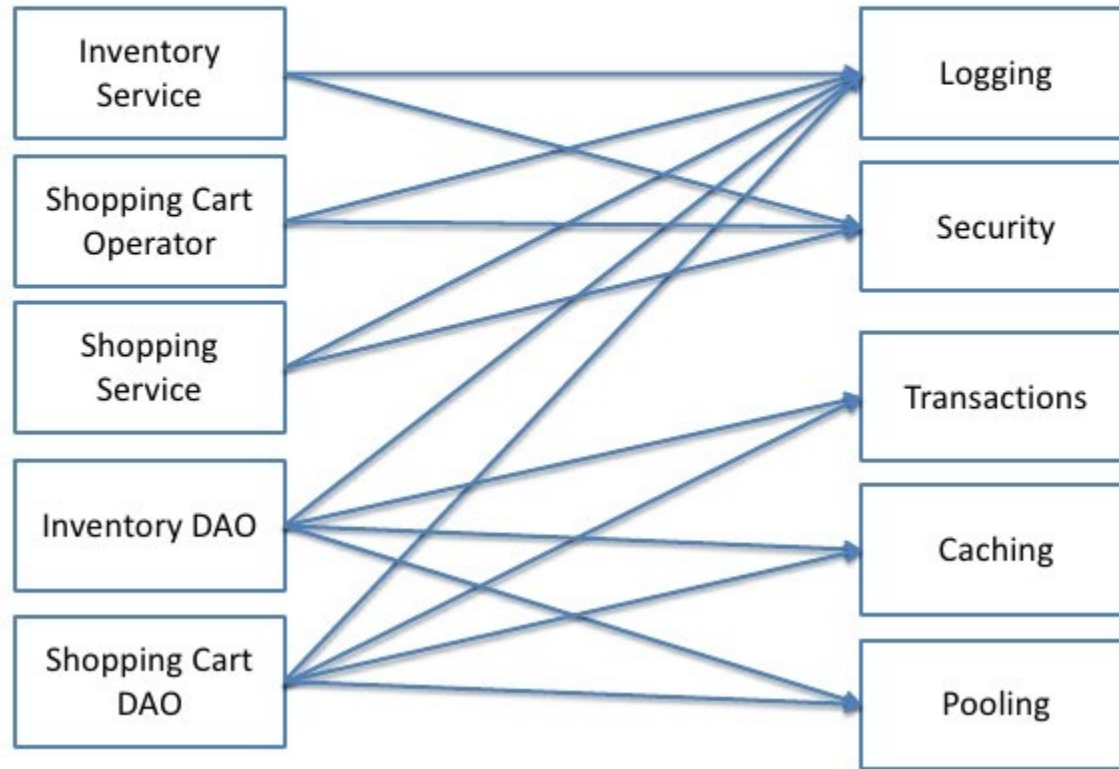 Inventory
Service
Shopping Cart
Operator
Shopping
Service
Inventory DAO
Shopping Cart
DAO
Logging
Security
Transactions
Caching
Pooling